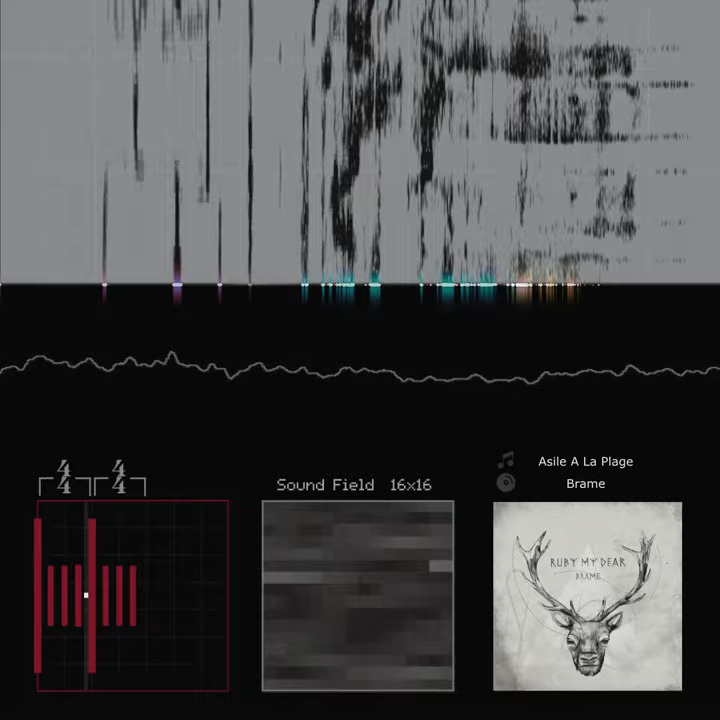 4 4
4 4
Sound Field 16x16
Asile A La Plage
Brame
RUBY MY DEAR
BRAME